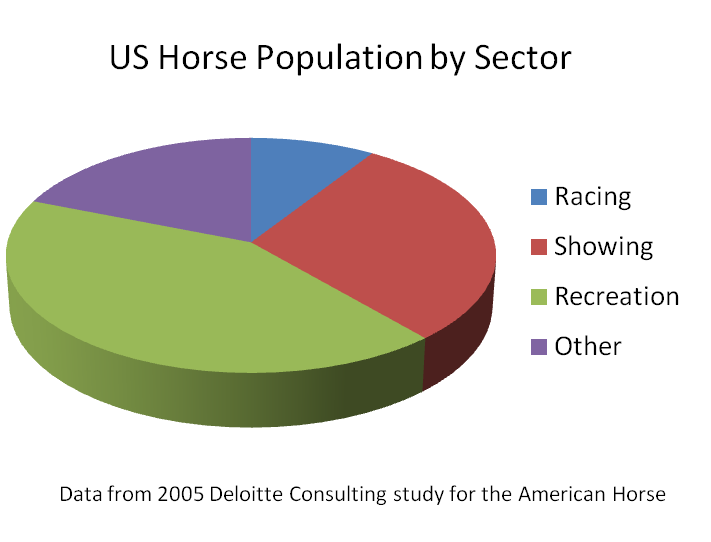 US Horse Population by Sector
Racing
Showing
Recreation
Other
Data from 2005 Deloitte Consulting study for the American Horse